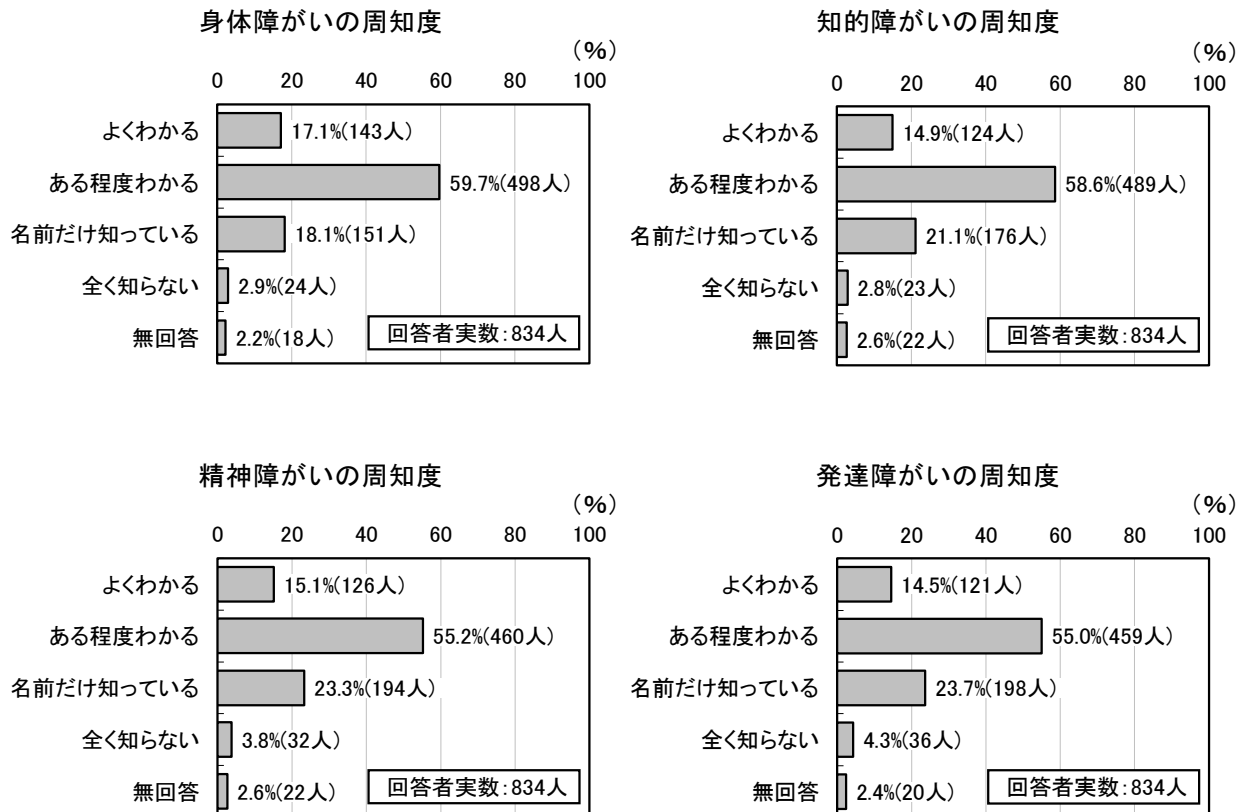 身体障がいの周知度
(%)
0 20 40 60 80 100
よくわかる 17.1%(143人)
ある程度わかる 59.7%(498人)
名前だけ知っている 18.1%(151人)
全く知らない 2.9%(24人)
無回答 2.2%(18人)
回答者実数:834人
知的障がいの周知度
(%)
0 20 40 60 80 100
よくわかる 14.9%(124人)
ある程度わかる 58.6%(489人)
名前だけ知っている 21.1%(176人)
全く知らない 2.8%(23人)
無回答 2.6%(22人)
回答者実数:834人
精神障がいの周知度
(%)
0 20 40 60 80 100
よくわかる 15.1%(126人)
ある程度わかる 55.2%(460人)
名前だけ知っている 23.3%(194人)
全く知らない 3.8%(32人)
無回答 2.6%(22人)
回答者実数:834人
発達障がいの周知度
(%)
0 20 40 60 80 100
よくわかる 14.5%(121人)
ある程度わかる 55.0%(459人)
名前だけ知っている 23.7%(198人)
全く知らない 4.3%(36人)
無回答 2.4%(20人)
回答者実数:834人